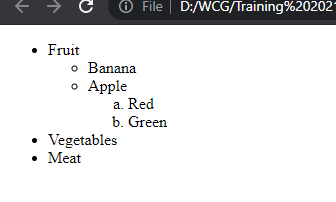 File | D:/WCG/Training%20202
• Fruit
○ Banana
○ Apple
a. Red
b. Green
• Vegetables
• Meat